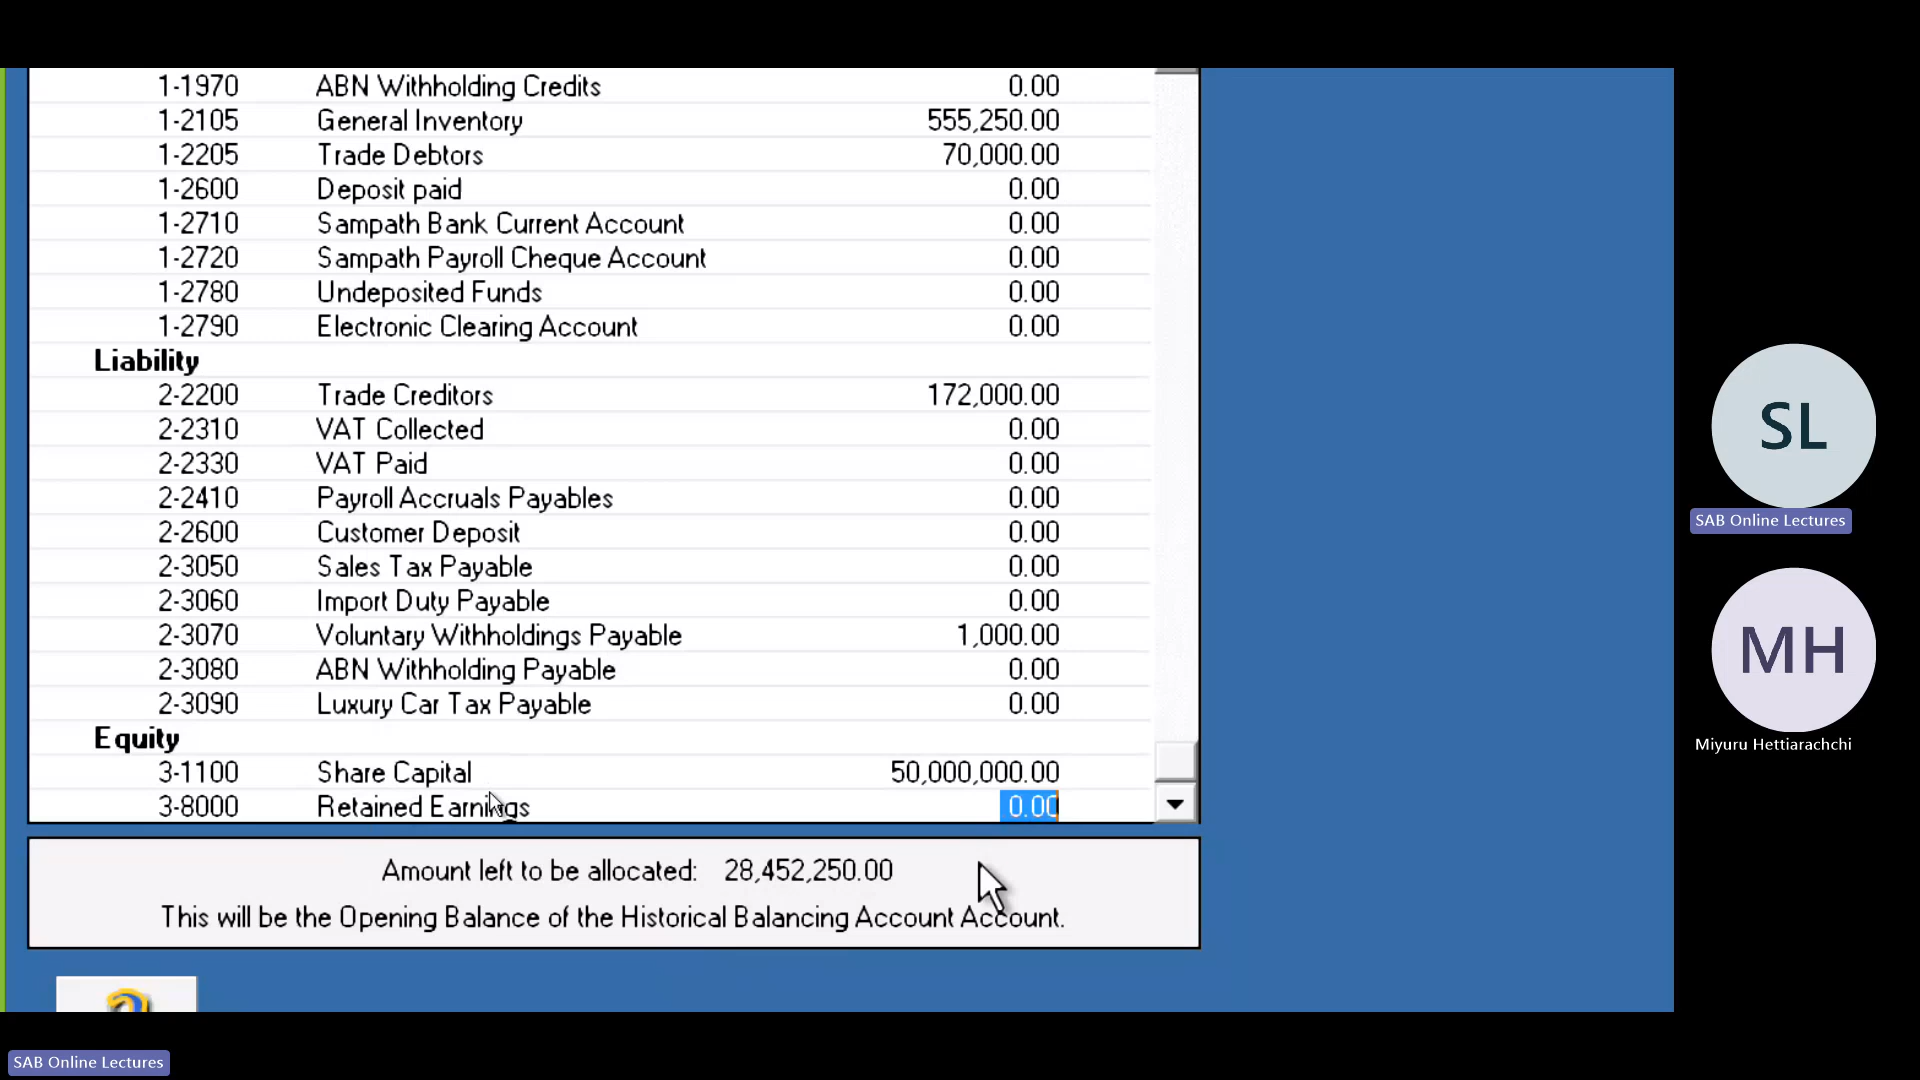 1-1970 ABN Withholding Credits 0.00
1-2105 General Inventory 555,250.00
1-2205 Trade Debtors 70,000.00
1-2600 Deposit paid 0.00
1-2710 Sampath Bank Current Account 0.00
1-2720 Sampath Payroll Cheque Account 0.00
1-2780 Undeposited Funds 0.00
1-2790 Electronic Clearing Account 0.00
Liability
2-2200 Trade Creditors 172,000.00
2-2310 VAT Collected 0.00
2-2330 VAT Paid 0.00
2-2410 Payroll Accruals Payables 0.00
2-2600 Customer Deposit 0.00
2-3050 Sales Tax Payable 0.00
2-3060 Import Duty Payable 0.00
2-3070 Voluntary Withholdings Payable 1,000.00
2-3080 ABN Withholding Payable 0.00
2-3090 Luxury Car Tax Payable 0.00
Equity
3-1100 Share Capital 50,000,000.00
3-8000 Retained Earnings 0.00
Amount left to be allocated: 28,452,250.00
This will be the Opening Balance of the Historical Balancing Account Account.
SL
SAB Online Lectures
MH
Miyuru Hettiarachchi
SAB Online Lectures